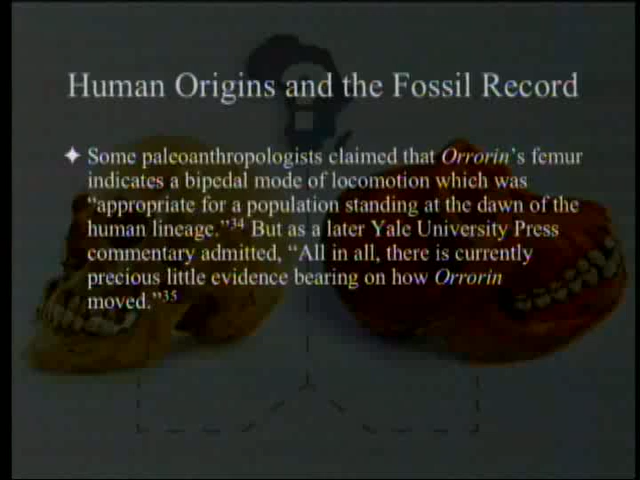 Human Origins and the Fossil Record
✦ Some paleoanthropologists claimed that Orrorin's femur
indicates a bipedal mode of locomotion which was
“appropriate for a population standing at the dawn of the
human lineage.”34 But as a later Yale University Press
commentary admitted, “All in all, there is currently
precious little evidence bearing on how Orrorin
moved.”35